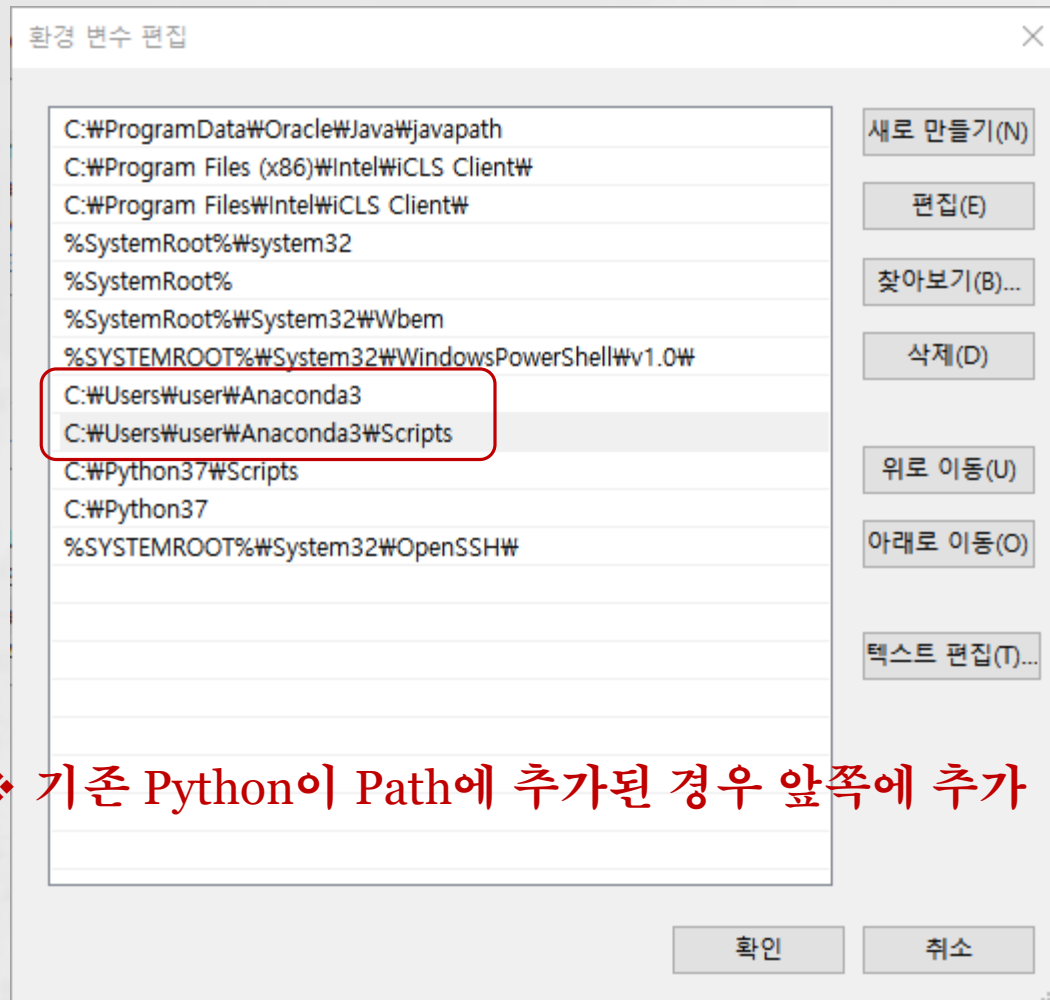 환경 변수 편집
C:₩ProgramData₩Oracle₩Java₩javapath
C:₩Program Files (x86)₩Intel₩iCLS Client₩
C:₩Program Files₩Intel₩iCLS Client₩
%SystemRoot%₩system32
%SystemRoot%
%SystemRoot%₩System32₩Wbem
%SYSTEMROOT%₩System32₩WindowsPowerShell₩v1.0₩
C:₩Users₩user₩Anaconda3
C:₩Users₩user₩Anaconda3₩Scripts
C:₩Python37₩Scripts
C:₩Python37
%SYSTEMROOT%₩System32₩OpenSSH₩
새로 만들기(N)
편집(E)
찾아보기(B)...
삭제(D)
위로 이동(U)
아래로 이동(O)
텍스트 편집(T)...
기존 Python이 Path에 추가된 경우 앞쪽에 추가
확인
취소